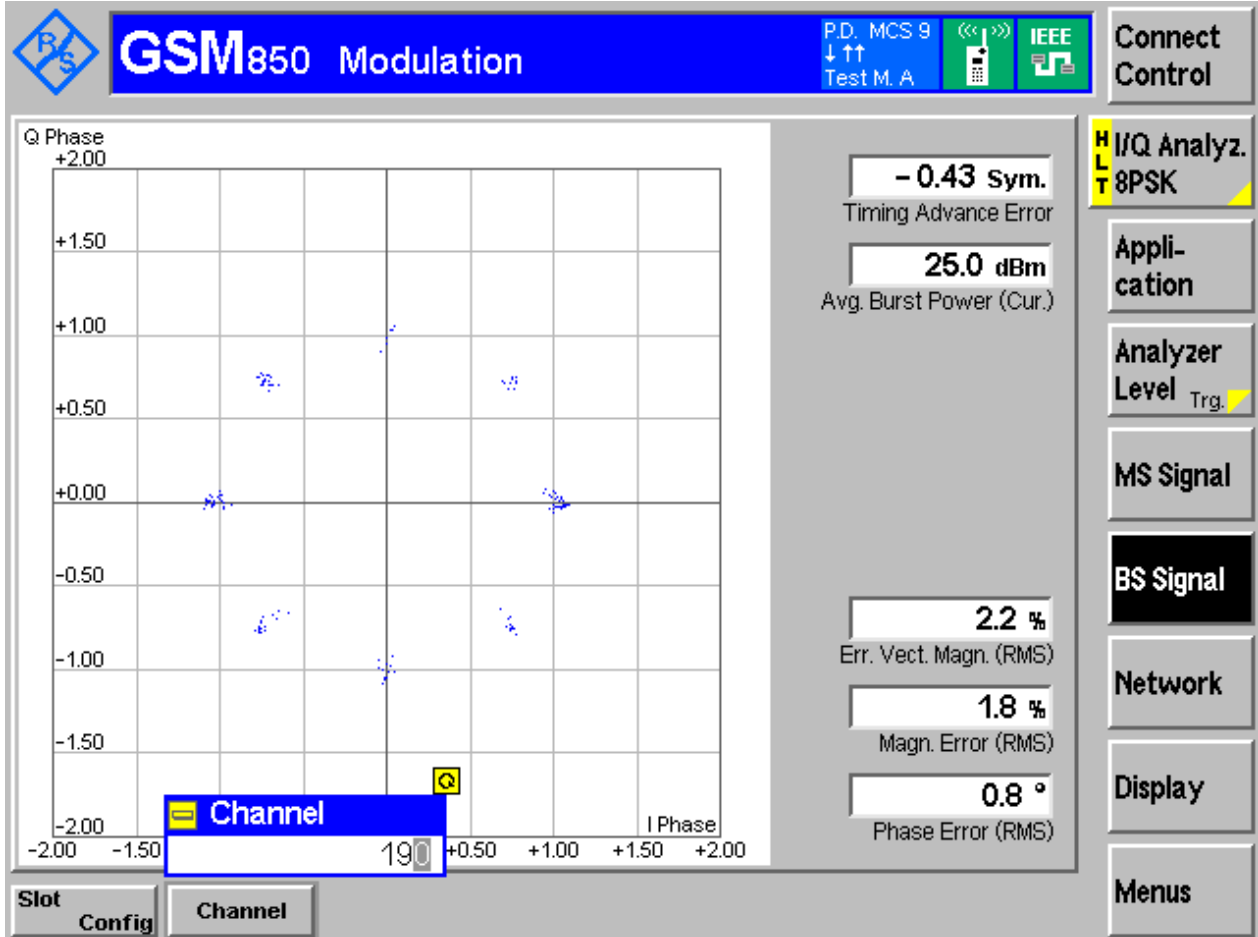 R/S
GSM850 Modulation
P.D. MCS 9
↓ ↑↑
Test M. A
IEEE
Connect
Control
Q Phase
+2.00
+1.50
+1.00
+0.50
+0.00
-0.50
-1.00
-1.50
-2.00
I Phase
-2.00 -1.50 +0.50 +1.00 +1.50 +2.00
Channel
190
- 0.43 Sym.
Timing Advance Error
25.0 dBm
Avg. Burst Power (Cur.)
2.2 %
Err. Vect. Magn. (RMS)
1.8 %
Magn. Error (RMS)
0.8 °
Phase Error (RMS)
HLT
I/Q Analyz.
8PSK
Appli-
cation
Analyzer
Level Trg.
MS Signal
BS Signal
Network
Display
Menus
Slot
Config
Channel